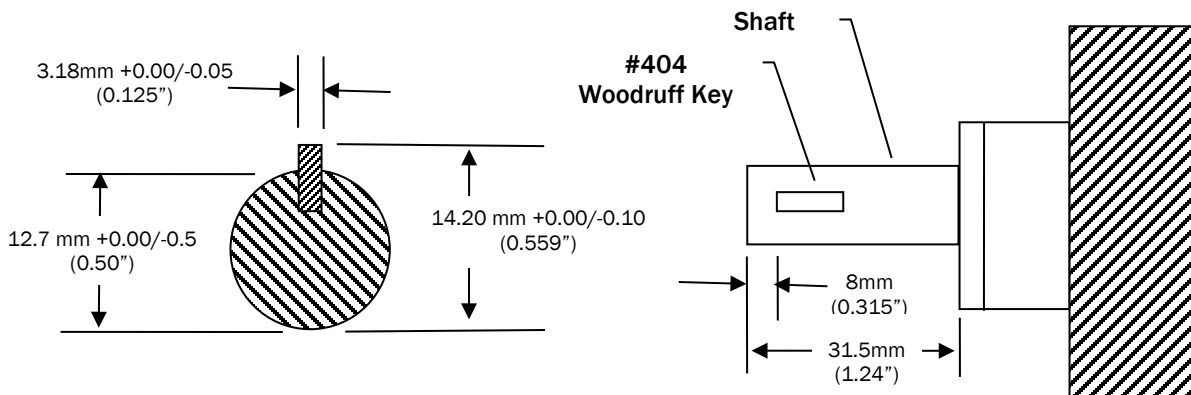 3.18mm +0.00/-0.05
(0.125”)
12.7 mm +0.00/-0.5
(0.50”)
14.20 mm +0.00/-0.10
(0.559”)
Shaft
#404
Woodruff Key
8mm
(0.315”)
31.5mm
(1.24”)